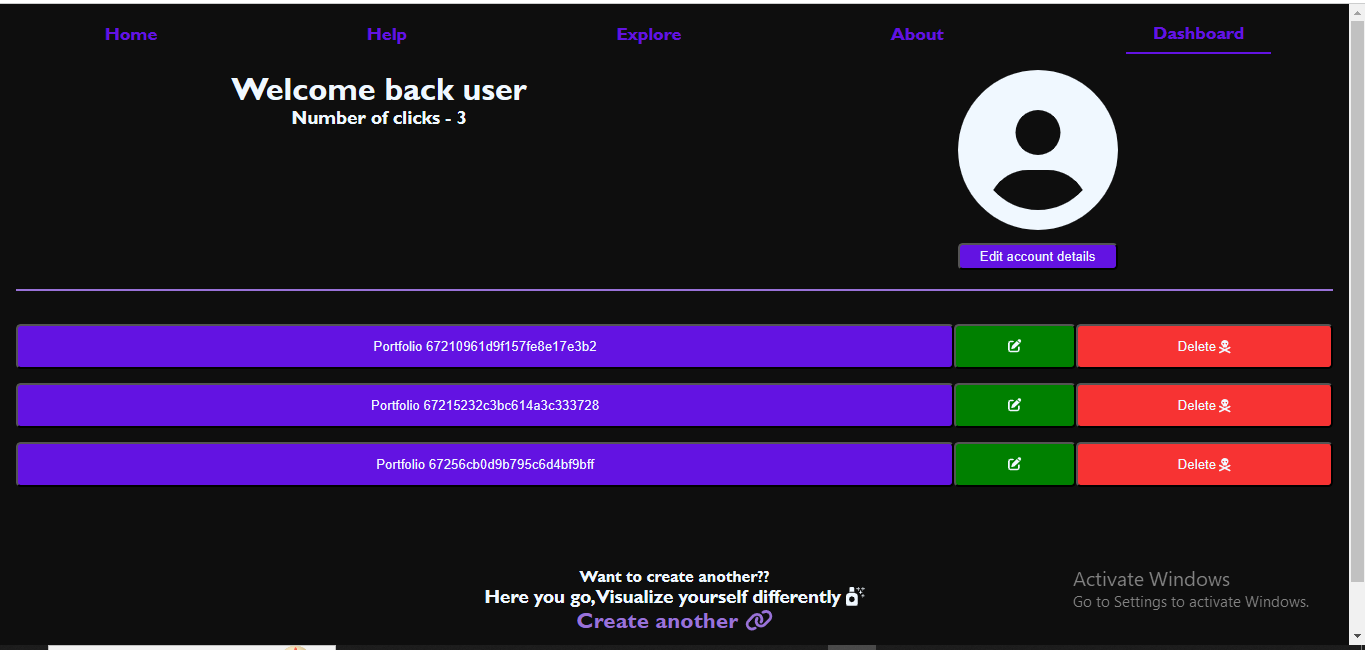 Home Help Explore About Dashboard
Welcome back user
Number of clicks - 3
Edit account details
Portfolio 67210961d9f157fe8e17e3b2 Delete
Portfolio 67215232c3bc614a3c333728 Delete
Portfolio 67256cb0d9b795c6d4bf9bff Delete
Want to create another??
Here you go,Visualize yourself differently
Create another
Activate Windows
Go to Settings to activate Windows.